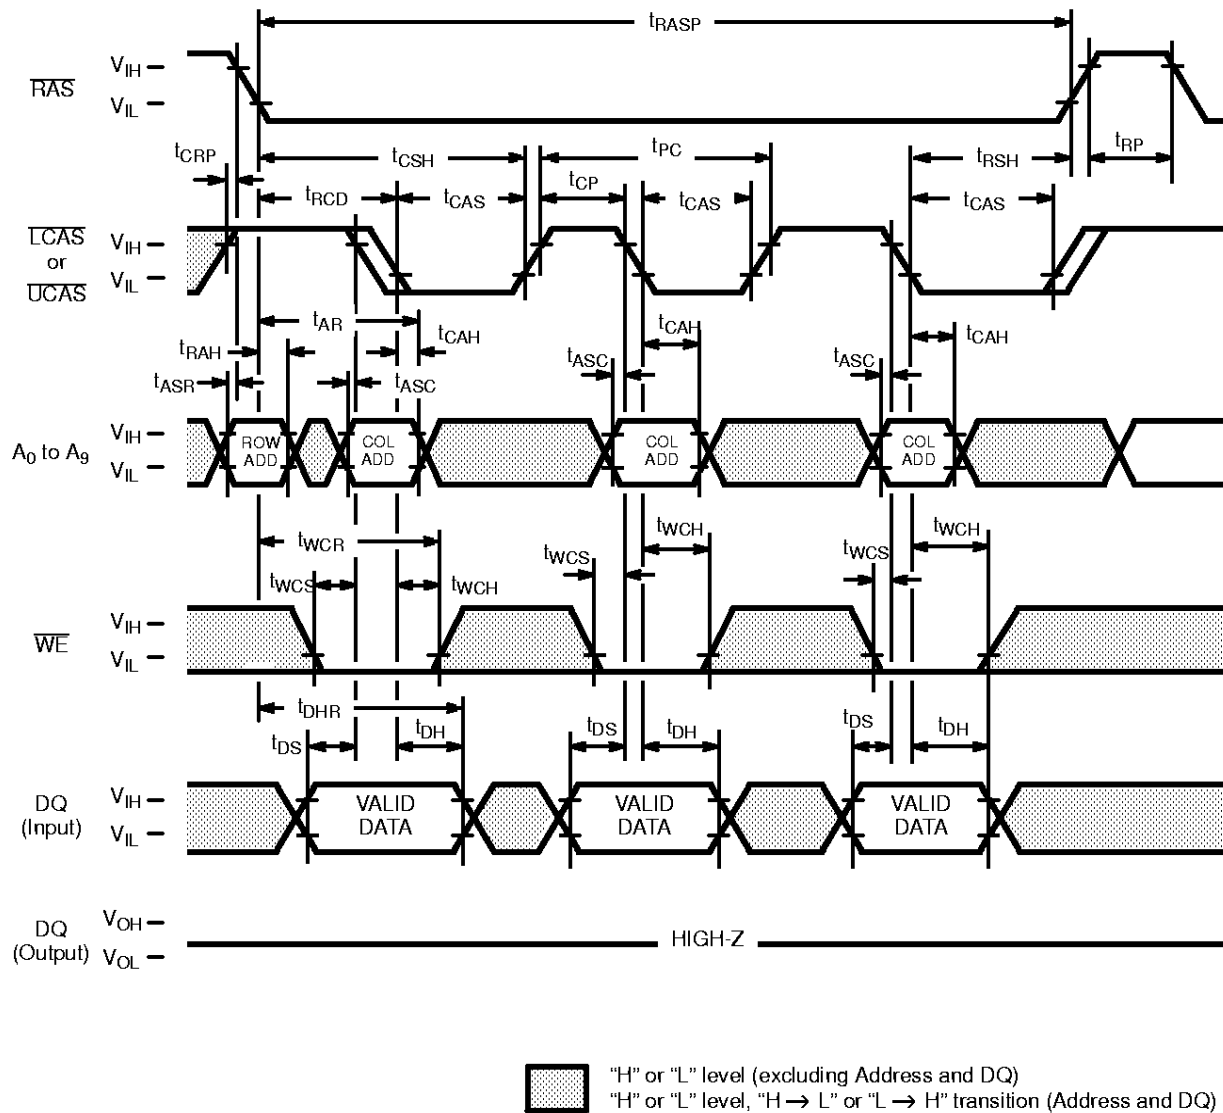 tRASP
RAS
VIH
VIL
tCRP
tCSH
tPC
tRSH
tRP
tRCD
tCAS
tCP
tCAS
tCAS
LCAS
or
UCAS
VIH
VIL
tAR
tRAH
tCAH
tCAH
tCAH
tASR
tASC
tASC
tASC
A0 to A9
VIH
VIL
ROW
ADD
COL
ADD
COL
ADD
COL
ADD
tWCR
tWCH
tWCH
tWCS
tWCH
tWCS
tWCS
WE
VIH
VIL
tDHR
tDS
tDH
tDS
tDH
tDS
tDH
DQ
(Input)
VIH
VIL
VALID
DATA
VALID
DATA
VALID
DATA
DQ
(Output)
VOH
VOL
HIGH-Z
“H” or “L” level (excluding Address and DQ)
“H” or “L” level, “H → L” or “L → H” transition (Address and DQ)